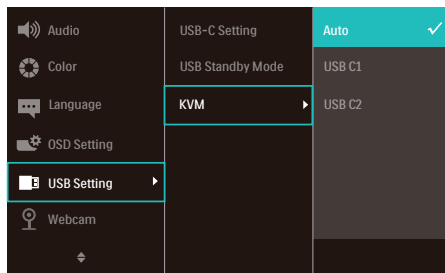 Audio
Color
Language
OSD Setting
USB Setting
Webcam
USB-C Setting
USB Standby Mode
KVM
Auto
USB C1
USB C2